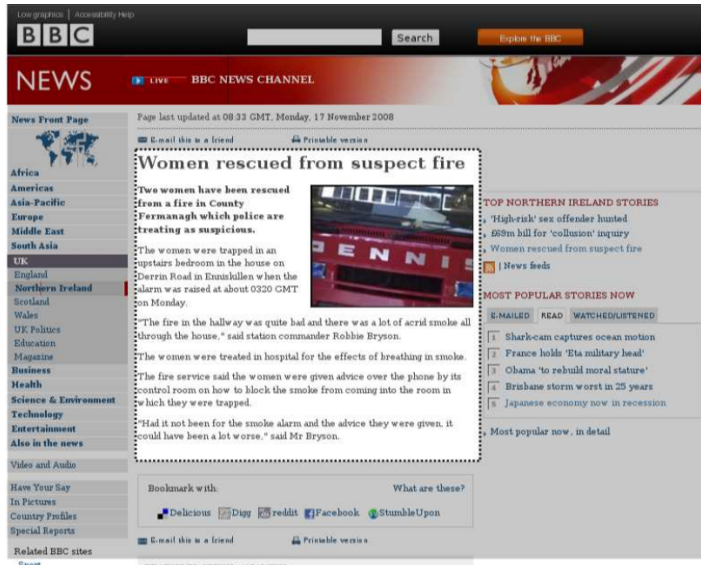 Low graphics | Accessibility Help
BBC
Search
Explore the BBC
NEWS
LIVE BBC NEWS CHANNEL
News Front Page
Africa
Americas
Asia-Pacific
Europe
Middle East
South Asia
UK
England
Northern Ireland
Scotland
Wales
UK Politics
Education
Magazine
Business
Health
Science & Environment
Technology
Entertainment
Also in the news
Video and Audio
Have Your Say
In Pictures
Country Profiles
Special Reports
Related BBC sites
Sport
Page last updated at 08:33 GMT, Monday, 17 November 2008
E-mail this to a friend Printable version
Women rescued from suspect fire
Two women have been rescued
from a fire in County
Fermanagh which police are
treating as suspicious.
DENNIS
The women were trapped in an
upstairs bedroom in the house on
Derrin Road in Enniskillen when the
alarm was raised at about 0320 GMT
on Monday.
"The fire in the hallway was quite bad and there was a lot of acrid smoke all
through the house," said station commander Robbie Bryson.
The women were treated in hospital for the effects of breathing in smoke.
The fire service said the women were given advice over the phone by its
control room on how to block the smoke from coming into the room in
which they were trapped.
"Had it not been for the smoke alarm and the advice they were given, it
could have been a lot worse," said Mr Bryson.
Bookmark with: What are these?
Delicious Digg reddit Facebook StumbleUpon
E-mail this to a friend Printable version
TOP NORTHERN IRELAND STORIES
'High-risk' sex offender hunted
£69m bill for 'collusion' inquiry
Women rescued from suspect fire
| News feeds
MOST POPULAR STORIES NOW
E-MAILED READ WATCHED/LISTENED
1 Shark-cam captures ocean motion
2 France holds 'Eta military head'
3 Obama 'to rebuild moral stature'
4 Brisbane storm worst in 25 years
5 Japanese economy now in recession
Most popular now, in detail